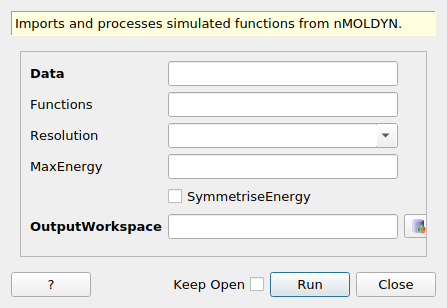 Imports and processes simulated functions from nMOLDYN.
Data
Functions
Resolution
MaxEnergy
SymmetriseEnergy
OutputWorkspace
? Keep Open Run Close